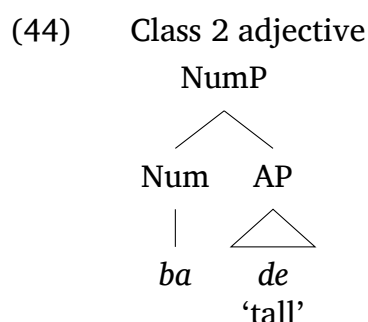 (44) Class 2 adjective
NumP
Num AP
ba de
‘tall’